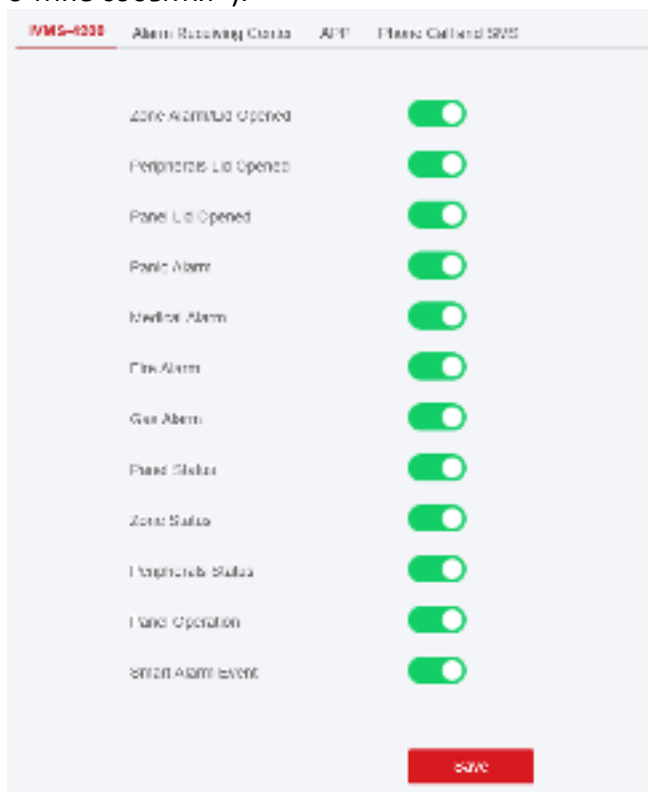 iVMS-4200 Alarm Receiving Center APP Phone Call and SMS
Zone Alarm/Lid Opened
Peripherals Lid Opened
Panel Lid Opened
Panic Alarm
Medical Alarm
Fire Alarm
Gas Alarm
Panel Status
Zone Status
Peripherals Status
Panel Operation
Smart Alarm Event
Save